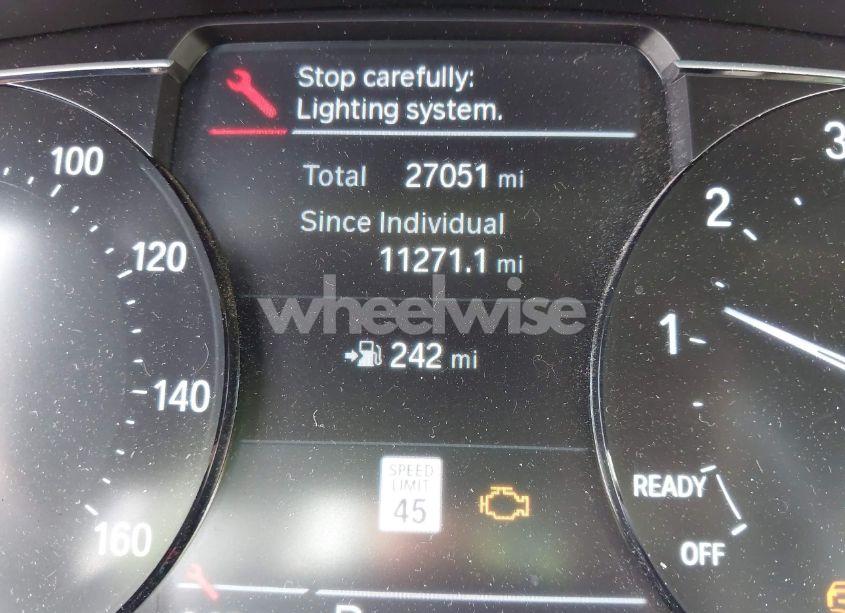 Stop carefully:
Lighting system.
Total 27051 mi
Since Individual
11271.1 mi
wheelwise
242 mi
SPEED
LIMIT
45
100
120
140
160
3
2
1
READY
OFF